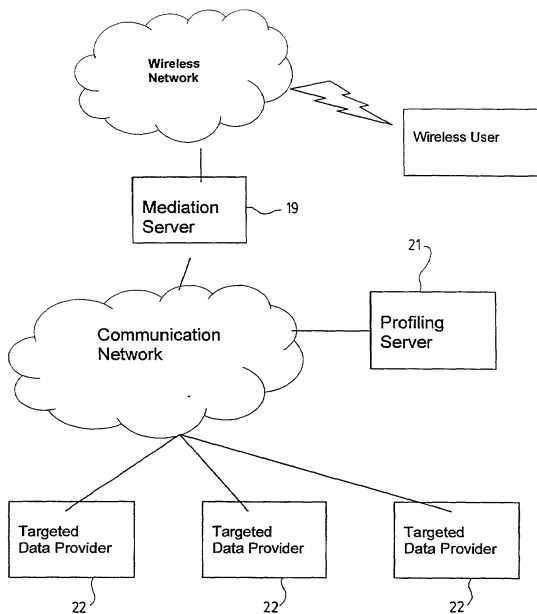 Wireless
Network
Wireless User
Mediation
Server
19
21
Communication
Network
Profiling
Server
Targeted
Data Provider
Targeted
Data Provider
Targeted
Data Provider
22
22
22